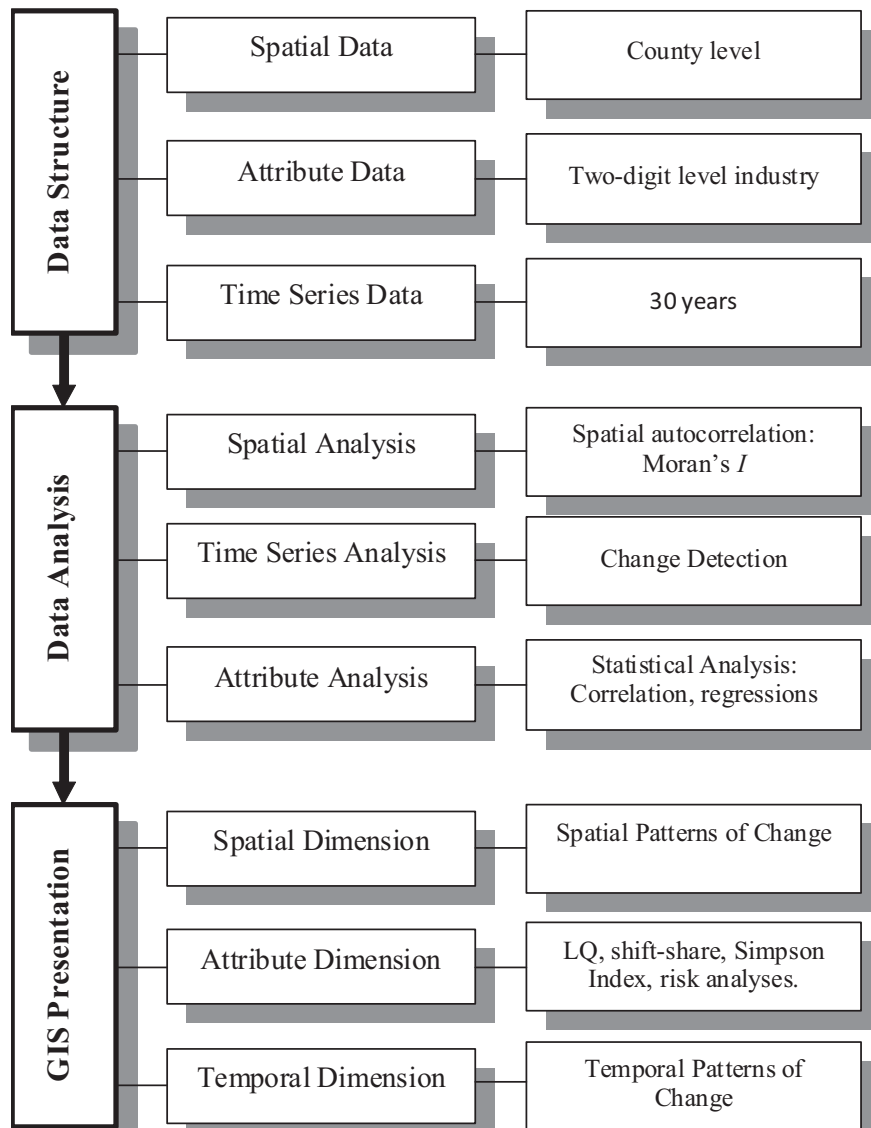 Data Structure
Spatial Data
County level
Attribute Data
Two-digit level industry
Time Series Data
30 years
Data Analysis
Spatial Analysis
Spatial autocorrelation:
Moran's I
Time Series Analysis
Change Detection
Attribute Analysis
Statistical Analysis:
Correlation, regressions
GIS Presentation
Spatial Dimension
Spatial Patterns of Change
Attribute Dimension
LQ, shift-share, Simpson
Index, risk analyses.
Temporal Dimension
Temporal Patterns of
Change